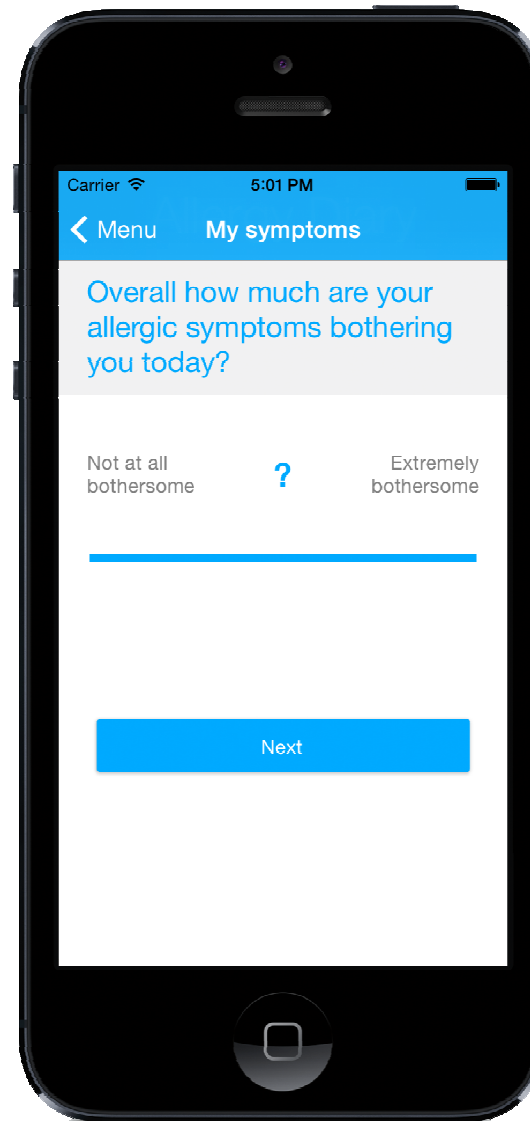 Carrier 5:01 PM
Menu My symptoms
Overall how much are your
allergic symptoms bothering
you today?
Not at all
bothersome
?
Extremely
bothersome
Next